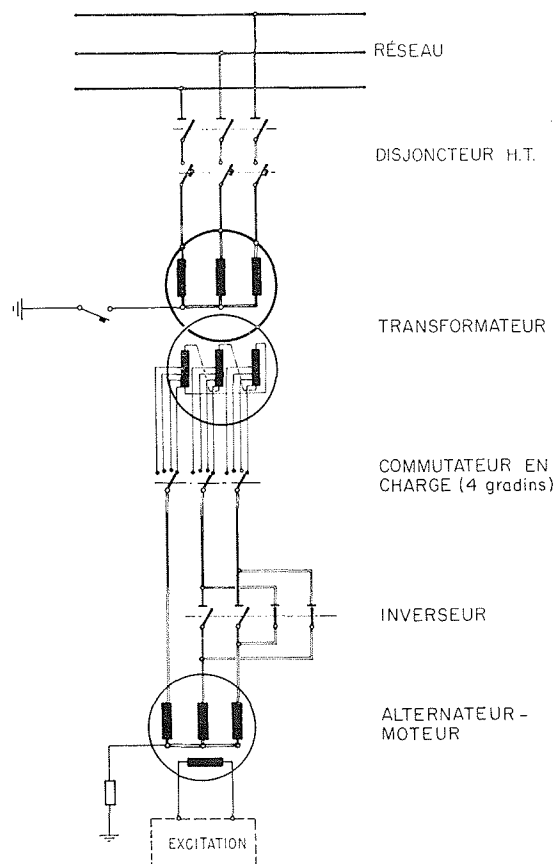 RÉSEAU
DISJONCTEUR H.T.
TRANSFORMATEUR
COMMUTATEUR EN
CHARGE (4 gradins)
INVERSEUR
ALTERNATEUR -
MOTEUR
EXCITATION